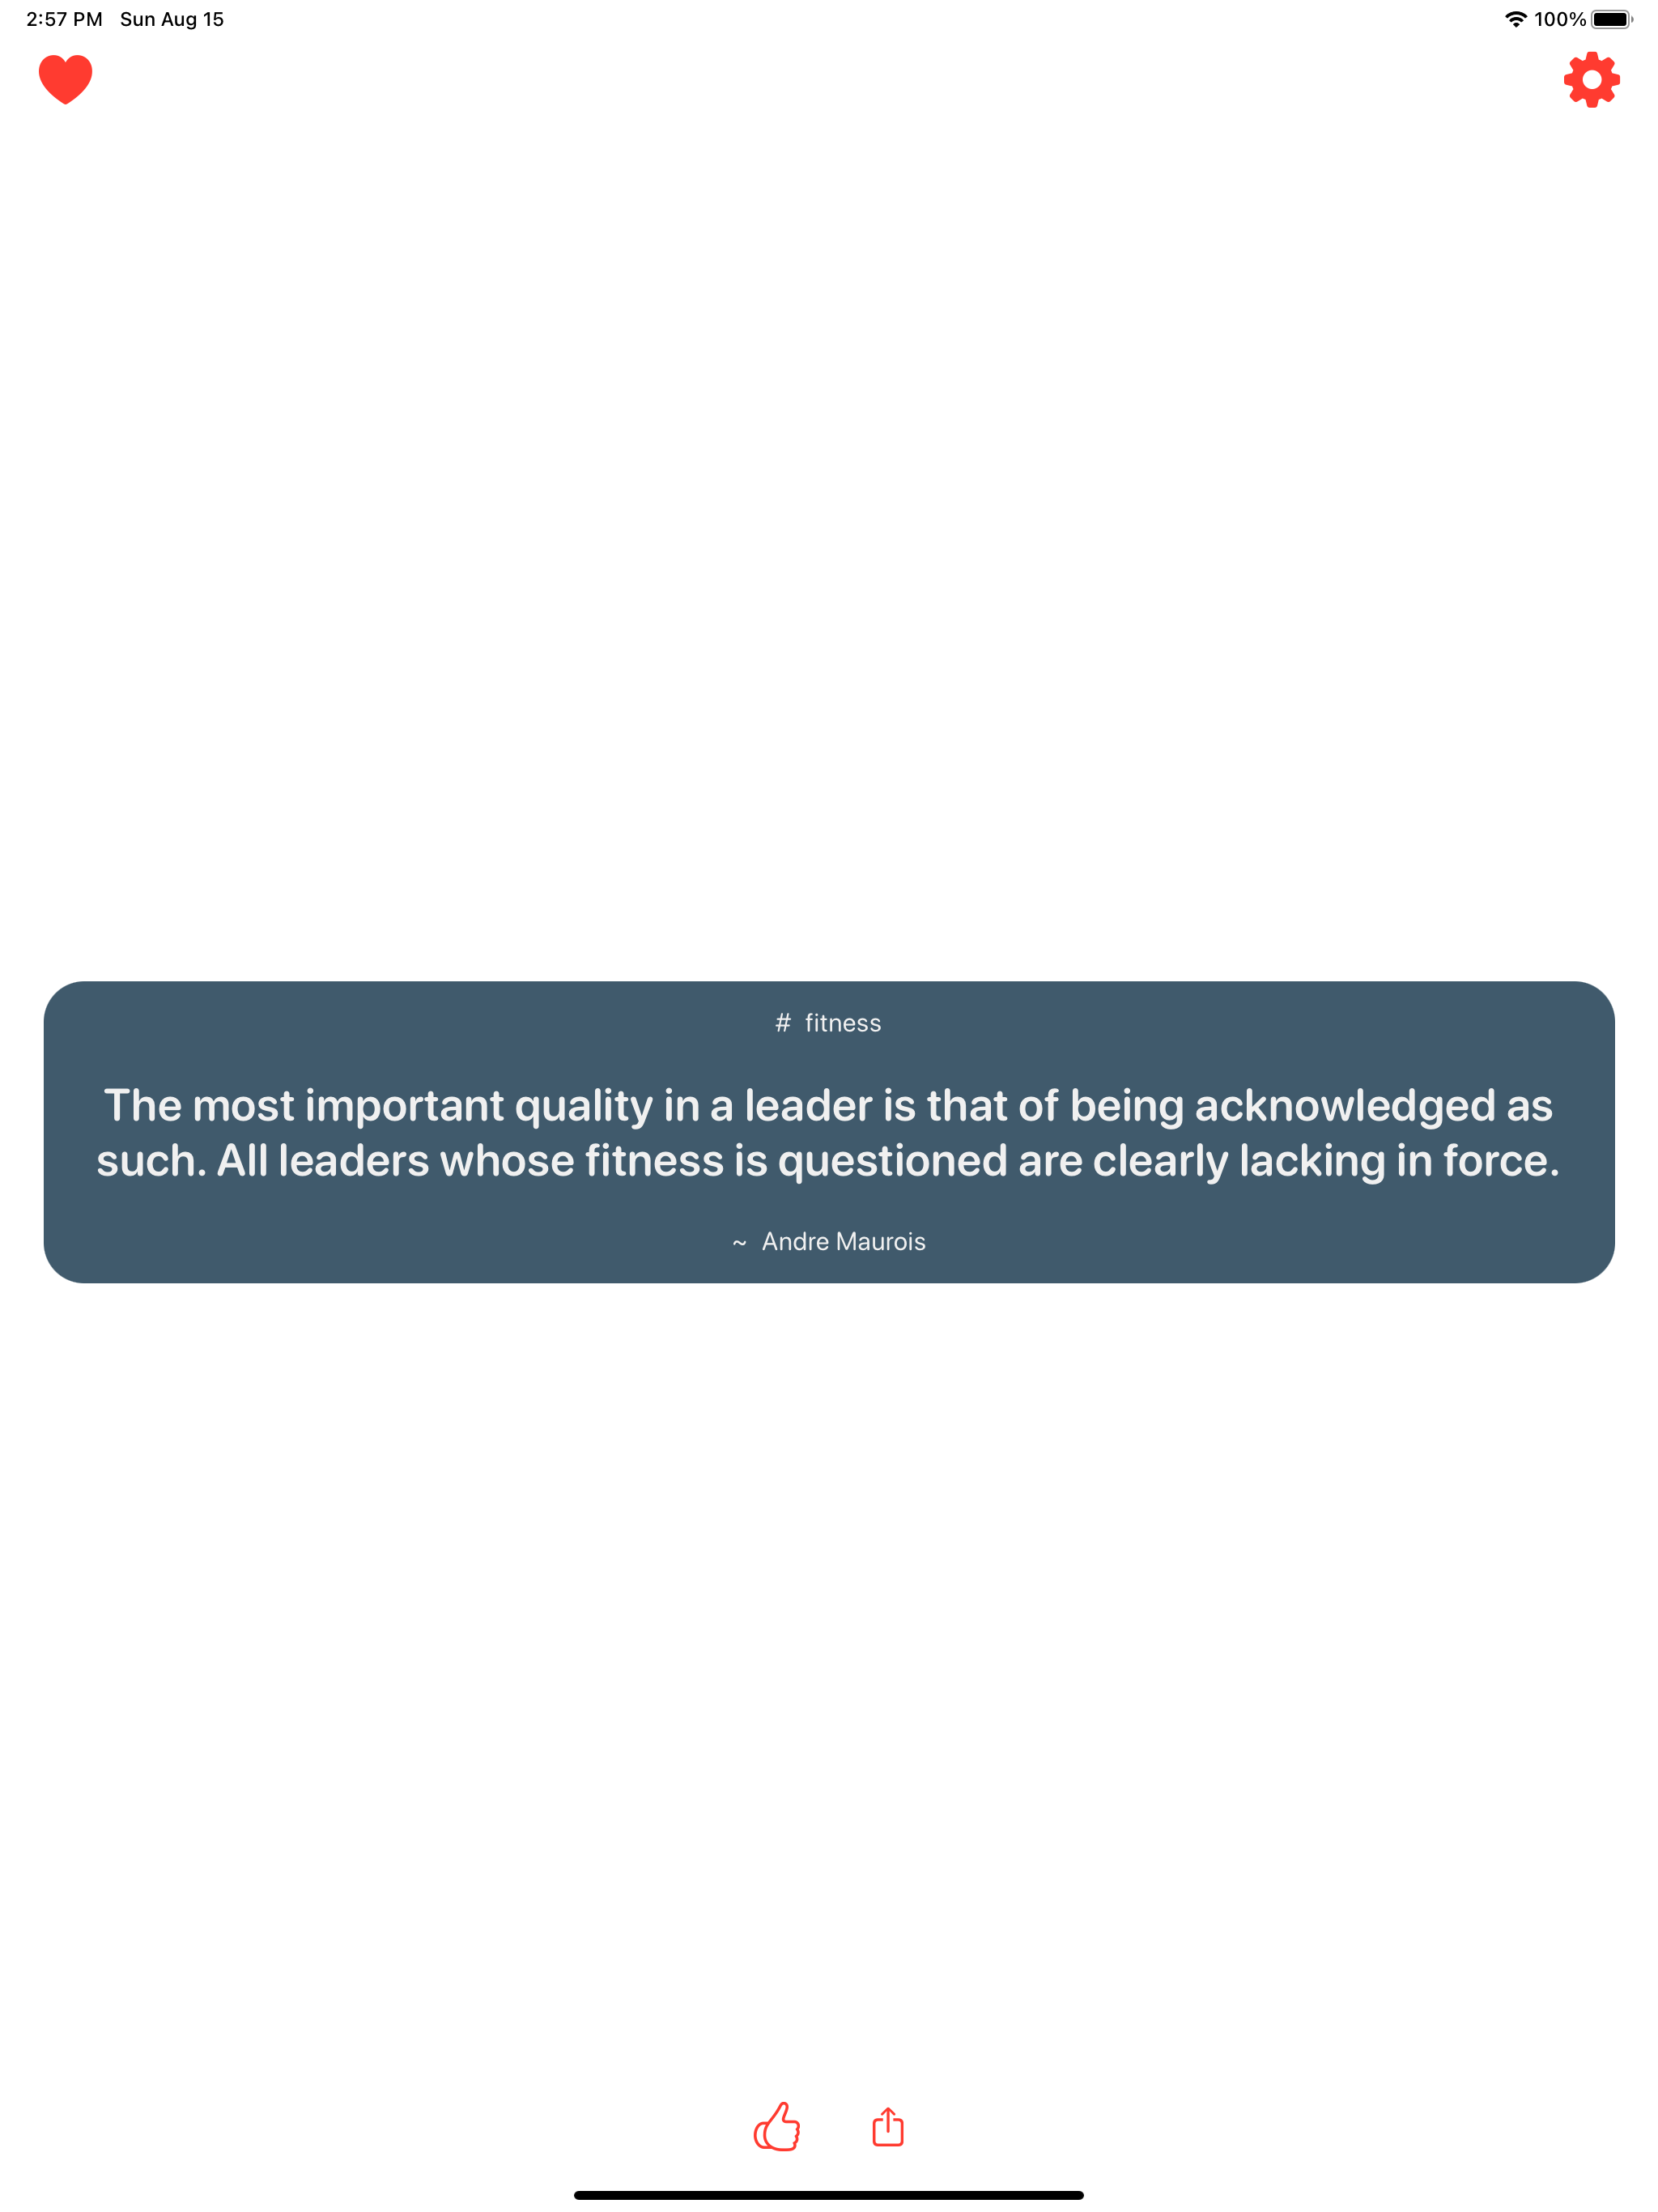 2:57 PM Sun Aug 15 100%
# fitness
The most important quality in a leader is that of being acknowledged as
such. All leaders whose fitness is questioned are clearly lacking in force.
~ Andre Maurois